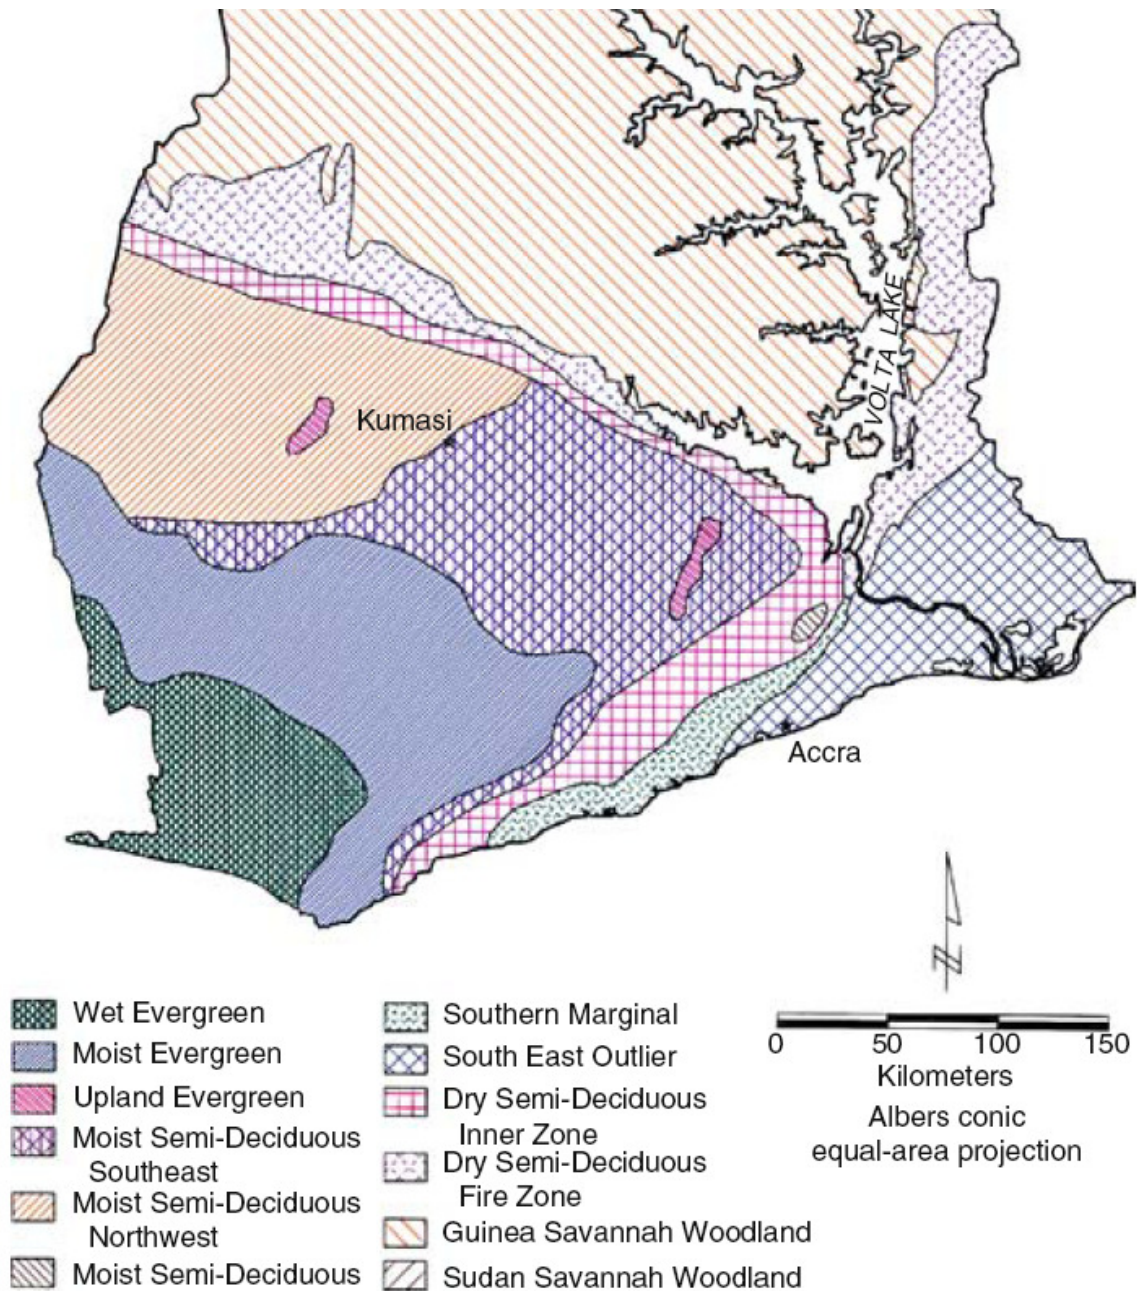 VOLTA LAKE
Kumasi
Accra
N
Wet Evergreen
Moist Evergreen
Upland Evergreen
Moist Semi-Deciduous
Southeast
Moist Semi-Deciduous
Northwest
Moist Semi-Deciduous
Southern Marginal
South East Outlier
Dry Semi-Deciduous
Inner Zone
Dry Semi-Deciduous
Fire Zone
Guinea Savannah Woodland
Sudan Savannah Woodland
0 50 100 150
Kilometers
Albers conic
equal-area projection